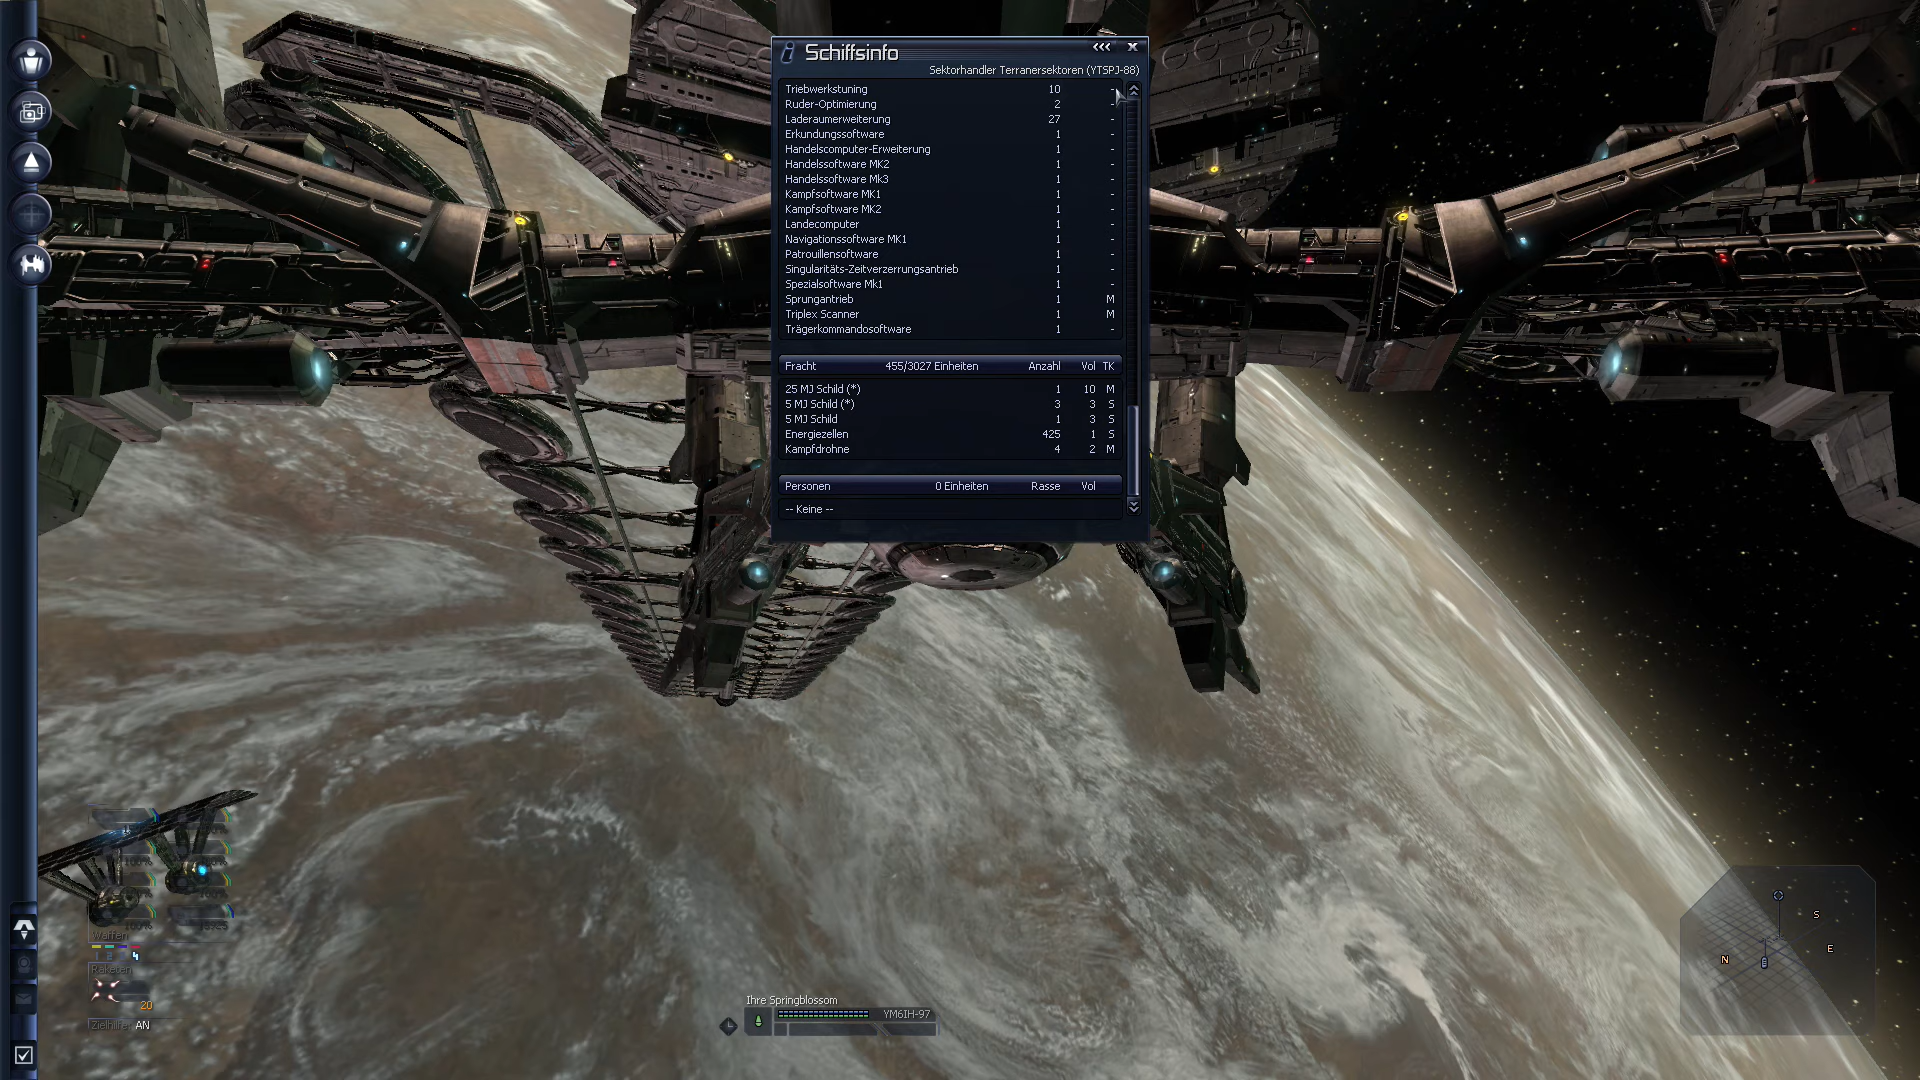 Schiffsinfo
Sektorhandler Terranersektoren (YTSPJ-88)
Triebwerkstuning 10 -
Ruder-Optimierung 2 -
Laderaumerweiterung 27 -
Erkundungssoftware 1 -
Handelscomputer-Erweiterung 1 -
Handelssoftware MK2 1 -
Handelssoftware Mk3 1 -
Kampfsoftware MK1 1 -
Kampfsoftware MK2 1 -
Landecomputer 1 -
Navigationssoftware MK1 1 -
Patrouillensoftware 1 -
Singularitäts-Zeitverzerrungsantrieb 1 -
Spezialsoftware Mk1 1 -
Sprungantrieb 1 M
Triplex Scanner 1 M
Trägerkommandosoftware 1 -
Fracht 455/3027 Einheiten Anzahl Vol TK
25 MJ Schild (*) 1 10 M
5 MJ Schild (*) 3 3 S
5 MJ Schild 1 3 S
Energiezellen 425 1 S
Kampfdrohne 4 2 M
Personen 0 Einheiten Rasse Vol
-- Keine --
Waffen
4
Raketen
20
Zielhilfe AN
Ihre Springblossom
YM6IH-97
S
E
N